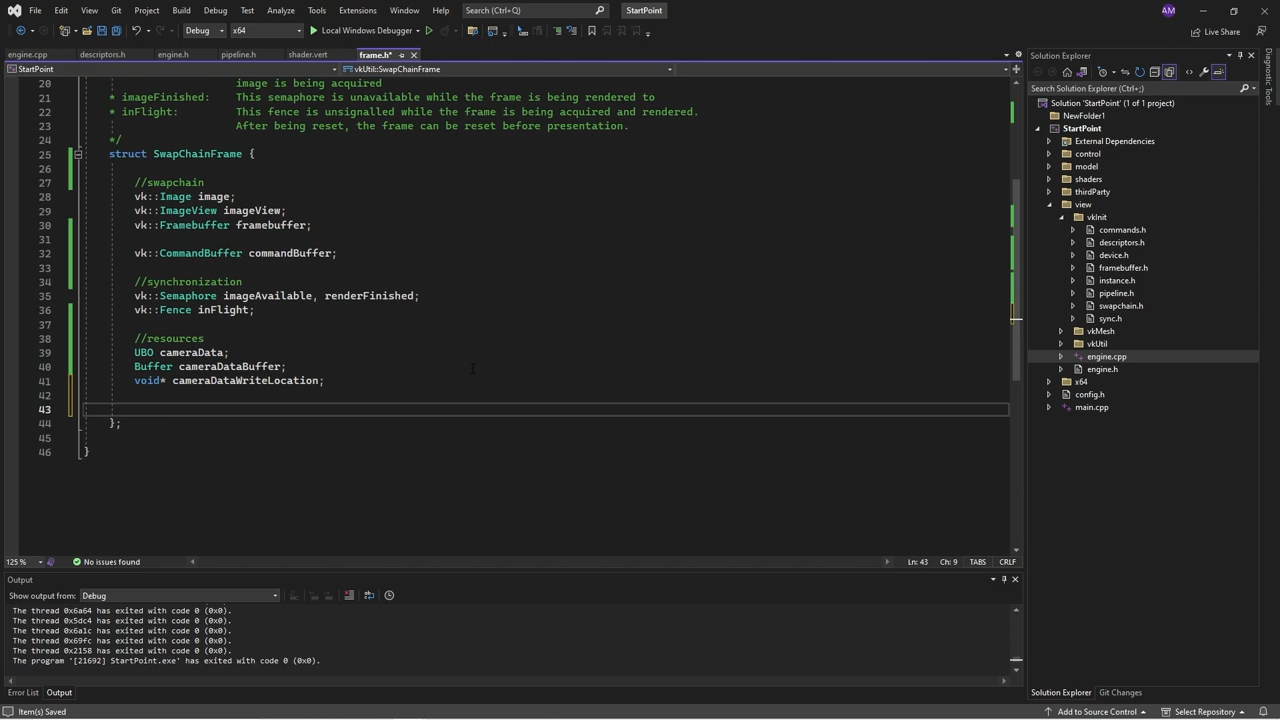 File Edit View Git Project Build Debug Test Analyze Tools Extensions Window Help Search (Ctrl+Q) StartPoint AM
Debug x64 Local Windows Debugger Live Share
engine.cpp descriptors.h engine.h pipeline.h shader.vert frame.h*
StartPoint vkUtil::SwapChainFrame
20 image is being acquired
21 * imageFinished: This semaphore is unavailable while the frame is being rendered to
22 * inFlight: This fence is unsignalled while the frame is being acquired and rendered.
23 After being reset, the frame can be reset before presentation.
24 */
25 struct SwapChainFrame {
26
27 //swapchain
28 vk::Image image;
29 vk::ImageView imageView;
30 vk::Framebuffer framebuffer;
31
32 vk::CommandBuffer commandBuffer;
33
34 //synchronization
35 vk::Semaphore imageAvailable, renderFinished;
36 vk::Fence inFlight;
37
38 //resources
39 UBO cameraData;
40 Buffer cameraDataBuffer;
41 void* cameraDataWriteLocation;
42
43
44 };
45
46 }
125 % No issues found Ln: 43 Ch: 9 TABS CRLF
Output
Show output from: Debug
The thread 0x6a64 has exited with code 0 (0x0).
The thread 0x5dc4 has exited with code 0 (0x0).
The thread 0x6a1c has exited with code 0 (0x0).
The thread 0x69fc has exited with code 0 (0x0).
The thread 0x2158 has exited with code 0 (0x0).
The program '[21692] StartPoint.exe' has exited with code 0 (0x0).
Error List Output
Item(s) Saved
Solution Explorer
Search Solution Explorer (Ctrl+;)
Solution 'StartPoint' (1 of 1 project)
NewFolder1
StartPoint
External Dependencies
control
model
shaders
thirdParty
view
vkInit
commands.h
descriptors.h
device.h
framebuffer.h
instance.h
pipeline.h
swapchain.h
sync.h
vkMesh
vkUtil
engine.cpp
engine.h
x64
config.h
main.cpp
Solution Explorer Git Changes
Add to Source Control Select Repository
Diagnostic Tools